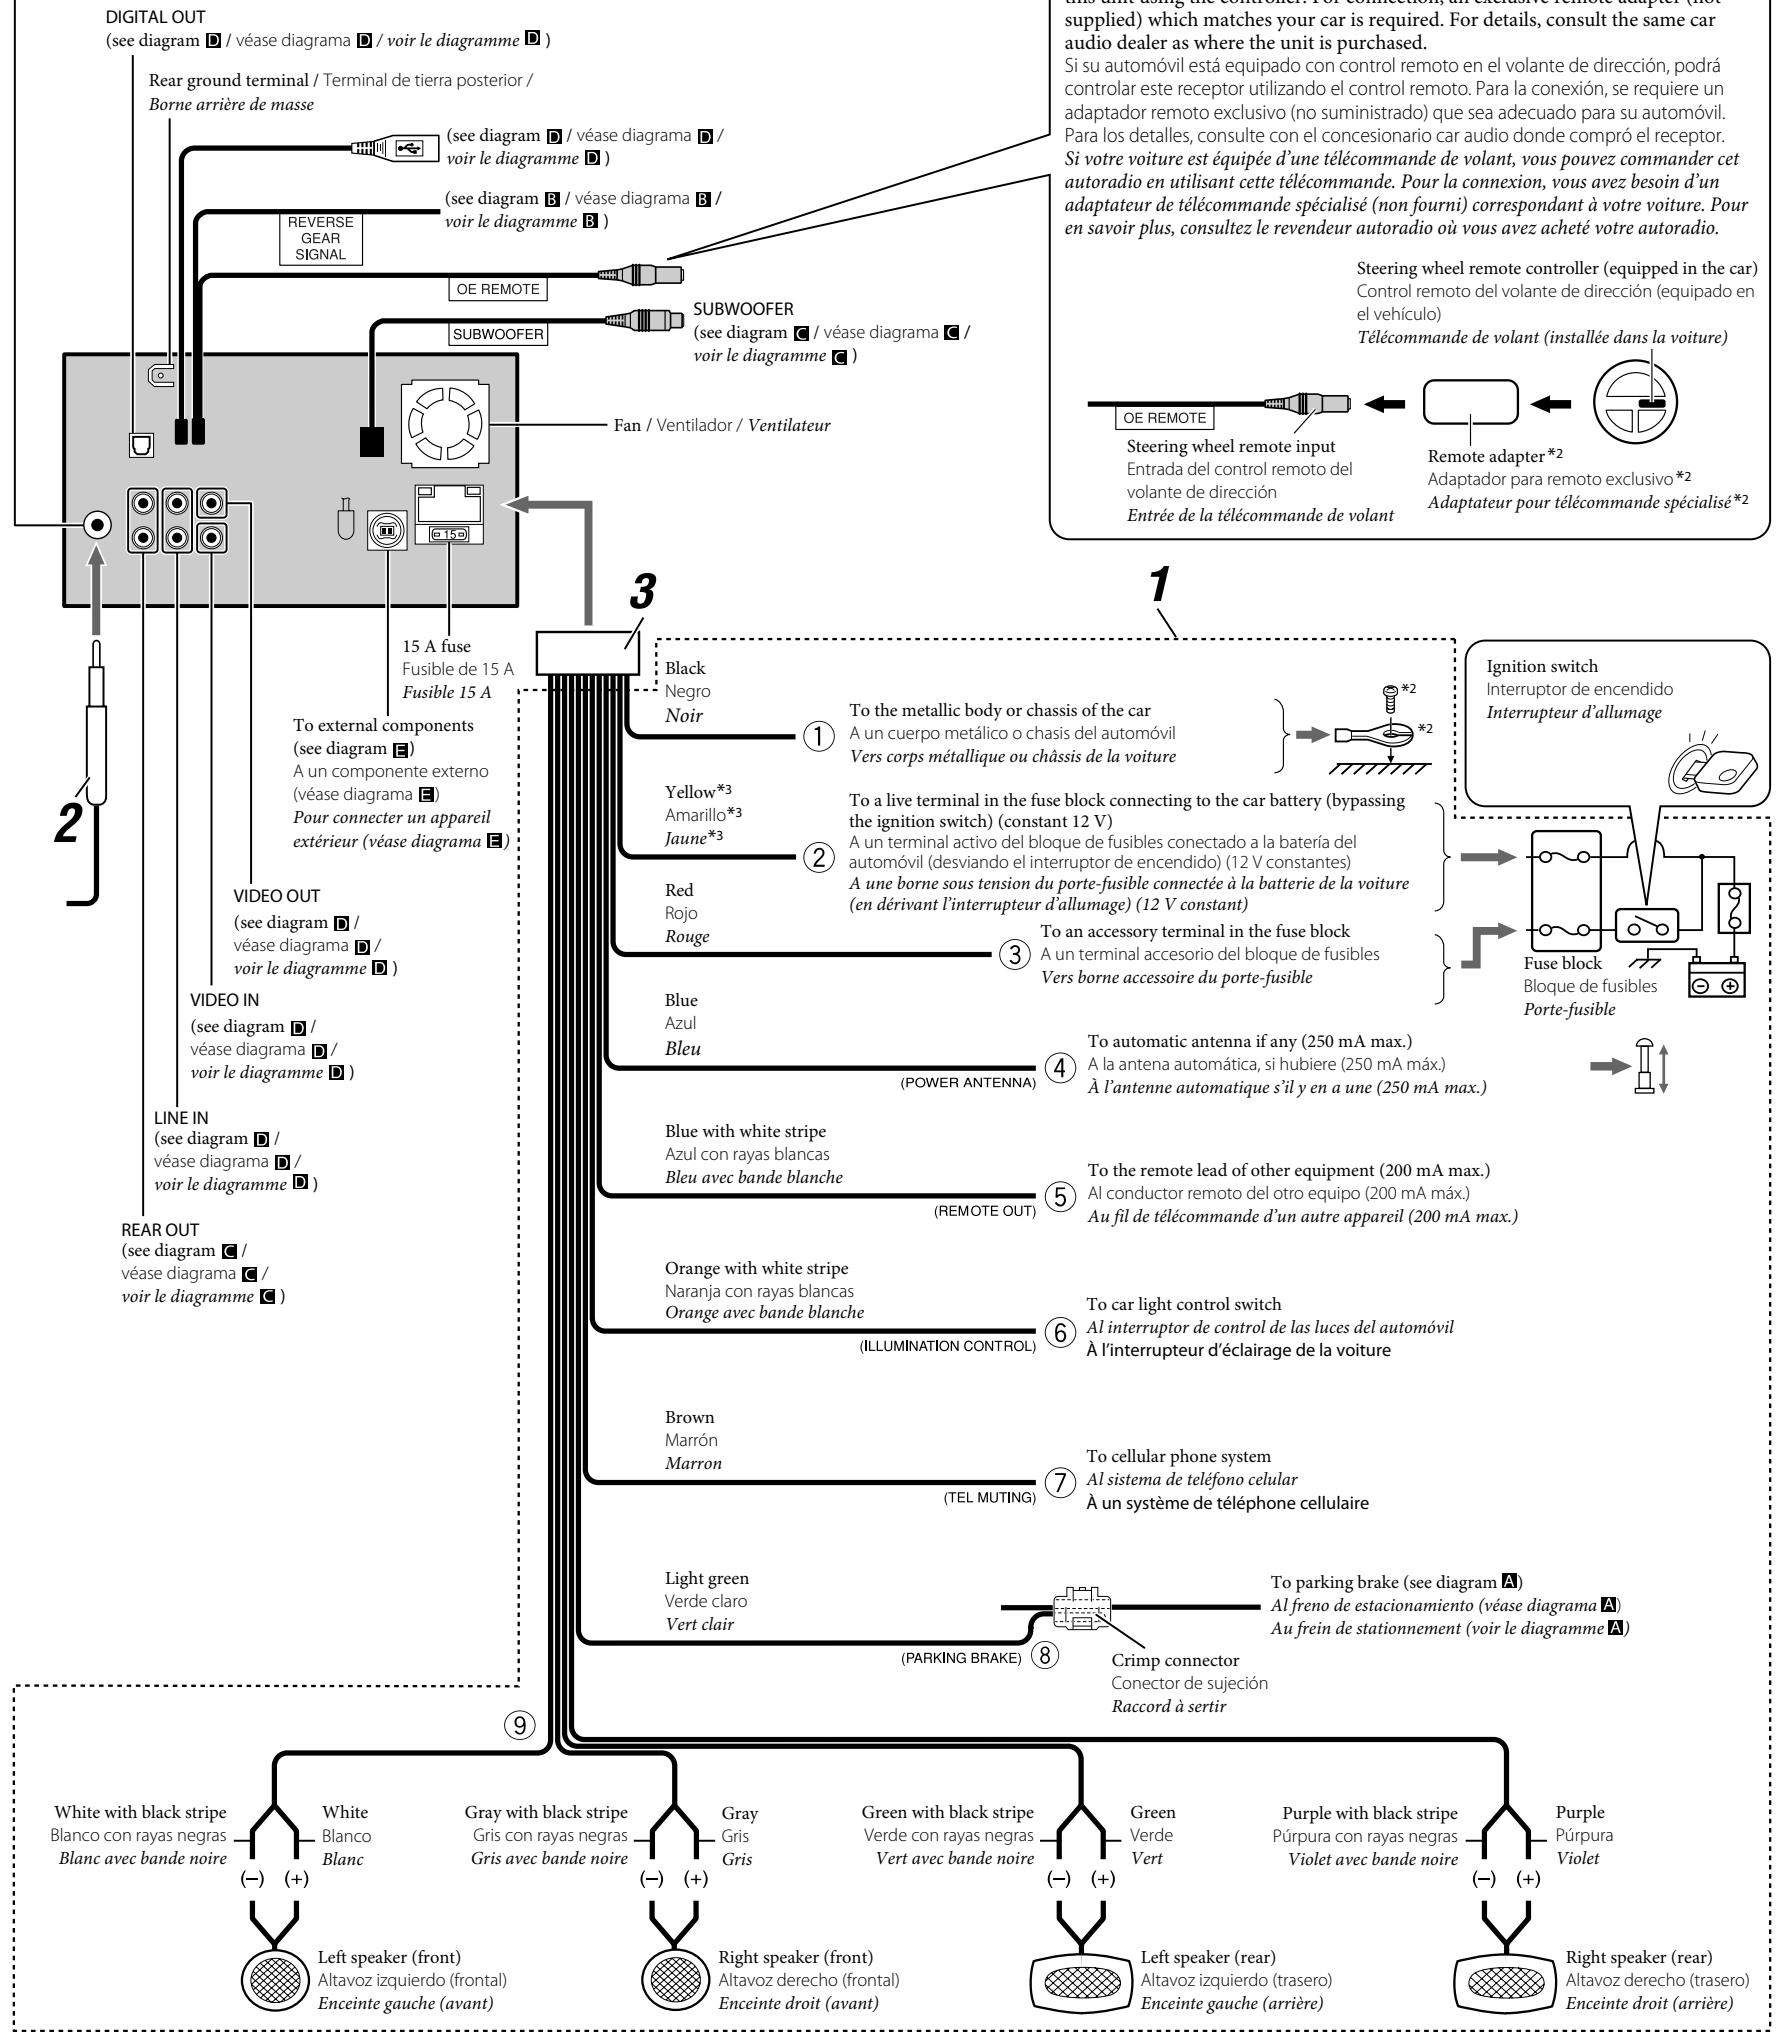 DIGITAL OUT
(see diagram D / véase diagrama D / voir le diagramme D )
Rear ground terminal / Terminal de tierra posterior /
Borne arrière de masse
(see diagram D / véase diagrama D /
voir le diagramme D )
(see diagram B / véase diagrama B /
voir le diagramme B )
REVERSE
GEAR
SIGNAL
OE REMOTE
SUBWOOFER
SUBWOOFER
(see diagram C / véase diagrama C /
voir le diagramme C )
Fan / Ventilador / Ventilateur
15
this unit using the controller. For connection, an exclusive remote adapter (not
supplied) which matches your car is required. For details, consult the same car
audio dealer as where the unit is purchased.
Si su automóvil está equipado con control remoto en el volante de dirección, podrá
controlar este receptor utilizando el control remoto. Para la conexión, se requiere un
adaptador remoto exclusivo (no suministrado) que sea adecuado para su automóvil.
Para los detalles, consulte con el concesionario car audio donde compró el receptor.
Si votre voiture est équipée d'une télécommande de volant, vous pouvez commander cet
autoradio en utilisant cette télécommande. Pour la connexion, vous avez besoin d'un
adaptateur de télécommande spécialisé (non fourni) correspondant à votre voiture. Pour
en savoir plus, consultez le revendeur autoradio où vous avez acheté votre autoradio.
Steering wheel remote controller (equipped in the car)
Control remoto del volante de dirección (equipado en
el vehículo)
Télécommande de volant (installée dans la voiture)
OE REMOTE
Steering wheel remote input
Entrada del control remoto del
volante de dirección
Entrée de la télécommande de volant
Remote adapter*2
Adaptador para remoto exclusivo*2
Adaptateur pour télécommande spécialisé*2
3
1
2
15 A fuse
Fusible de 15 A
Fusible 15 A
To external components
(see diagram E)
A un componente externo
(véase diagrama E)
Pour connecter un appareil
extérieur (véase diagrama E)
VIDEO OUT
(see diagram D /
véase diagrama D /
voir le diagramme D )
VIDEO IN
(see diagram D /
véase diagrama D /
voir le diagramme D )
LINE IN
(see diagram D /
véase diagrama D /
voir le diagramme D )
REAR OUT
(see diagram C /
véase diagrama C /
voir le diagramme C )
Black
Negro
Noir
1
To the metallic body or chassis of the car
A un cuerpo metálico o chasis del automóvil
Vers corps métallique ou châssis de la voiture
*2
*2
Ignition switch
Interruptor de encendido
Interrupteur d'allumage
Yellow*3
Amarillo*3
Jaune*3
2
To a live terminal in the fuse block connecting to the car battery (bypassing
the ignition switch) (constant 12 V)
A un terminal activo del bloque de fusibles conectado a la batería del
automóvil (desviando el interruptor de encendido) (12 V constantes)
A une borne sous tension du porte-fusible connectée à la batterie de la voiture
(en dérivant l'interrupteur d'allumage) (12 V constant)
Red
Rojo
Rouge
3
To an accessory terminal in the fuse block
A un terminal accesorio del bloque de fusibles
Vers borne accessoire du porte-fusible
Fuse block
Bloque de fusibles
Porte-fusible
Blue
Azul
Bleu
(POWER ANTENNA)
4
To automatic antenna if any (250 mA max.)
A la antena automática, si hubiere (250 mA máx.)
À l'antenne automatique s'il y en a une (250 mA max.)
Blue with white stripe
Azul con rayas blancas
Bleu avec bande blanche
(REMOTE OUT)
5
To the remote lead of other equipment (200 mA max.)
Al conductor remoto del otro equipo (200 mA máx.)
Au fil de télécommande d'un autre appareil (200 mA max.)
Orange with white stripe
Naranja con rayas blancas
Orange avec bande blanche
(ILLUMINATION CONTROL)
6
To car light control switch
Al interruptor de control de las luces del automóvil
À l'interrupteur d'éclairage de la voiture
Brown
Marrón
Marron
(TEL MUTING)
7
To cellular phone system
Al sistema de teléfono celular
À un système de téléphone cellulaire
Light green
Verde claro
Vert clair
(PARKING BRAKE)
8
To parking brake (see diagram A)
Al freno de estacionamiento (véase diagrama A)
Au frein de stationnement (voir le diagramme A)
Crimp connector
Conector de sujeción
Raccord à sertir
9
White with black stripe
Blanco con rayas negras
Blanc avec bande noire
White
Blanco
Blanc
(−) (+)
Left speaker (front)
Altavoz izquierdo (frontal)
Enceinte gauche (avant)
Gray with black stripe
Gris con rayas negras
Gris avec bande noire
Gray
Gris
Gris
(−) (+)
Right speaker (front)
Altavoz derecho (frontal)
Enceinte droit (avant)
Green with black stripe
Verde con rayas negras
Vert avec bande noire
Green
Verde
Vert
(−) (+)
Left speaker (rear)
Altavoz izquierdo (trasero)
Enceinte gauche (arrière)
Purple with black stripe
Púrpura con rayas negras
Violet avec bande noire
Purple
Púrpura
Violet
(−) (+)
Right speaker (rear)
Altavoz derecho (trasero)
Enceinte droit (arrière)